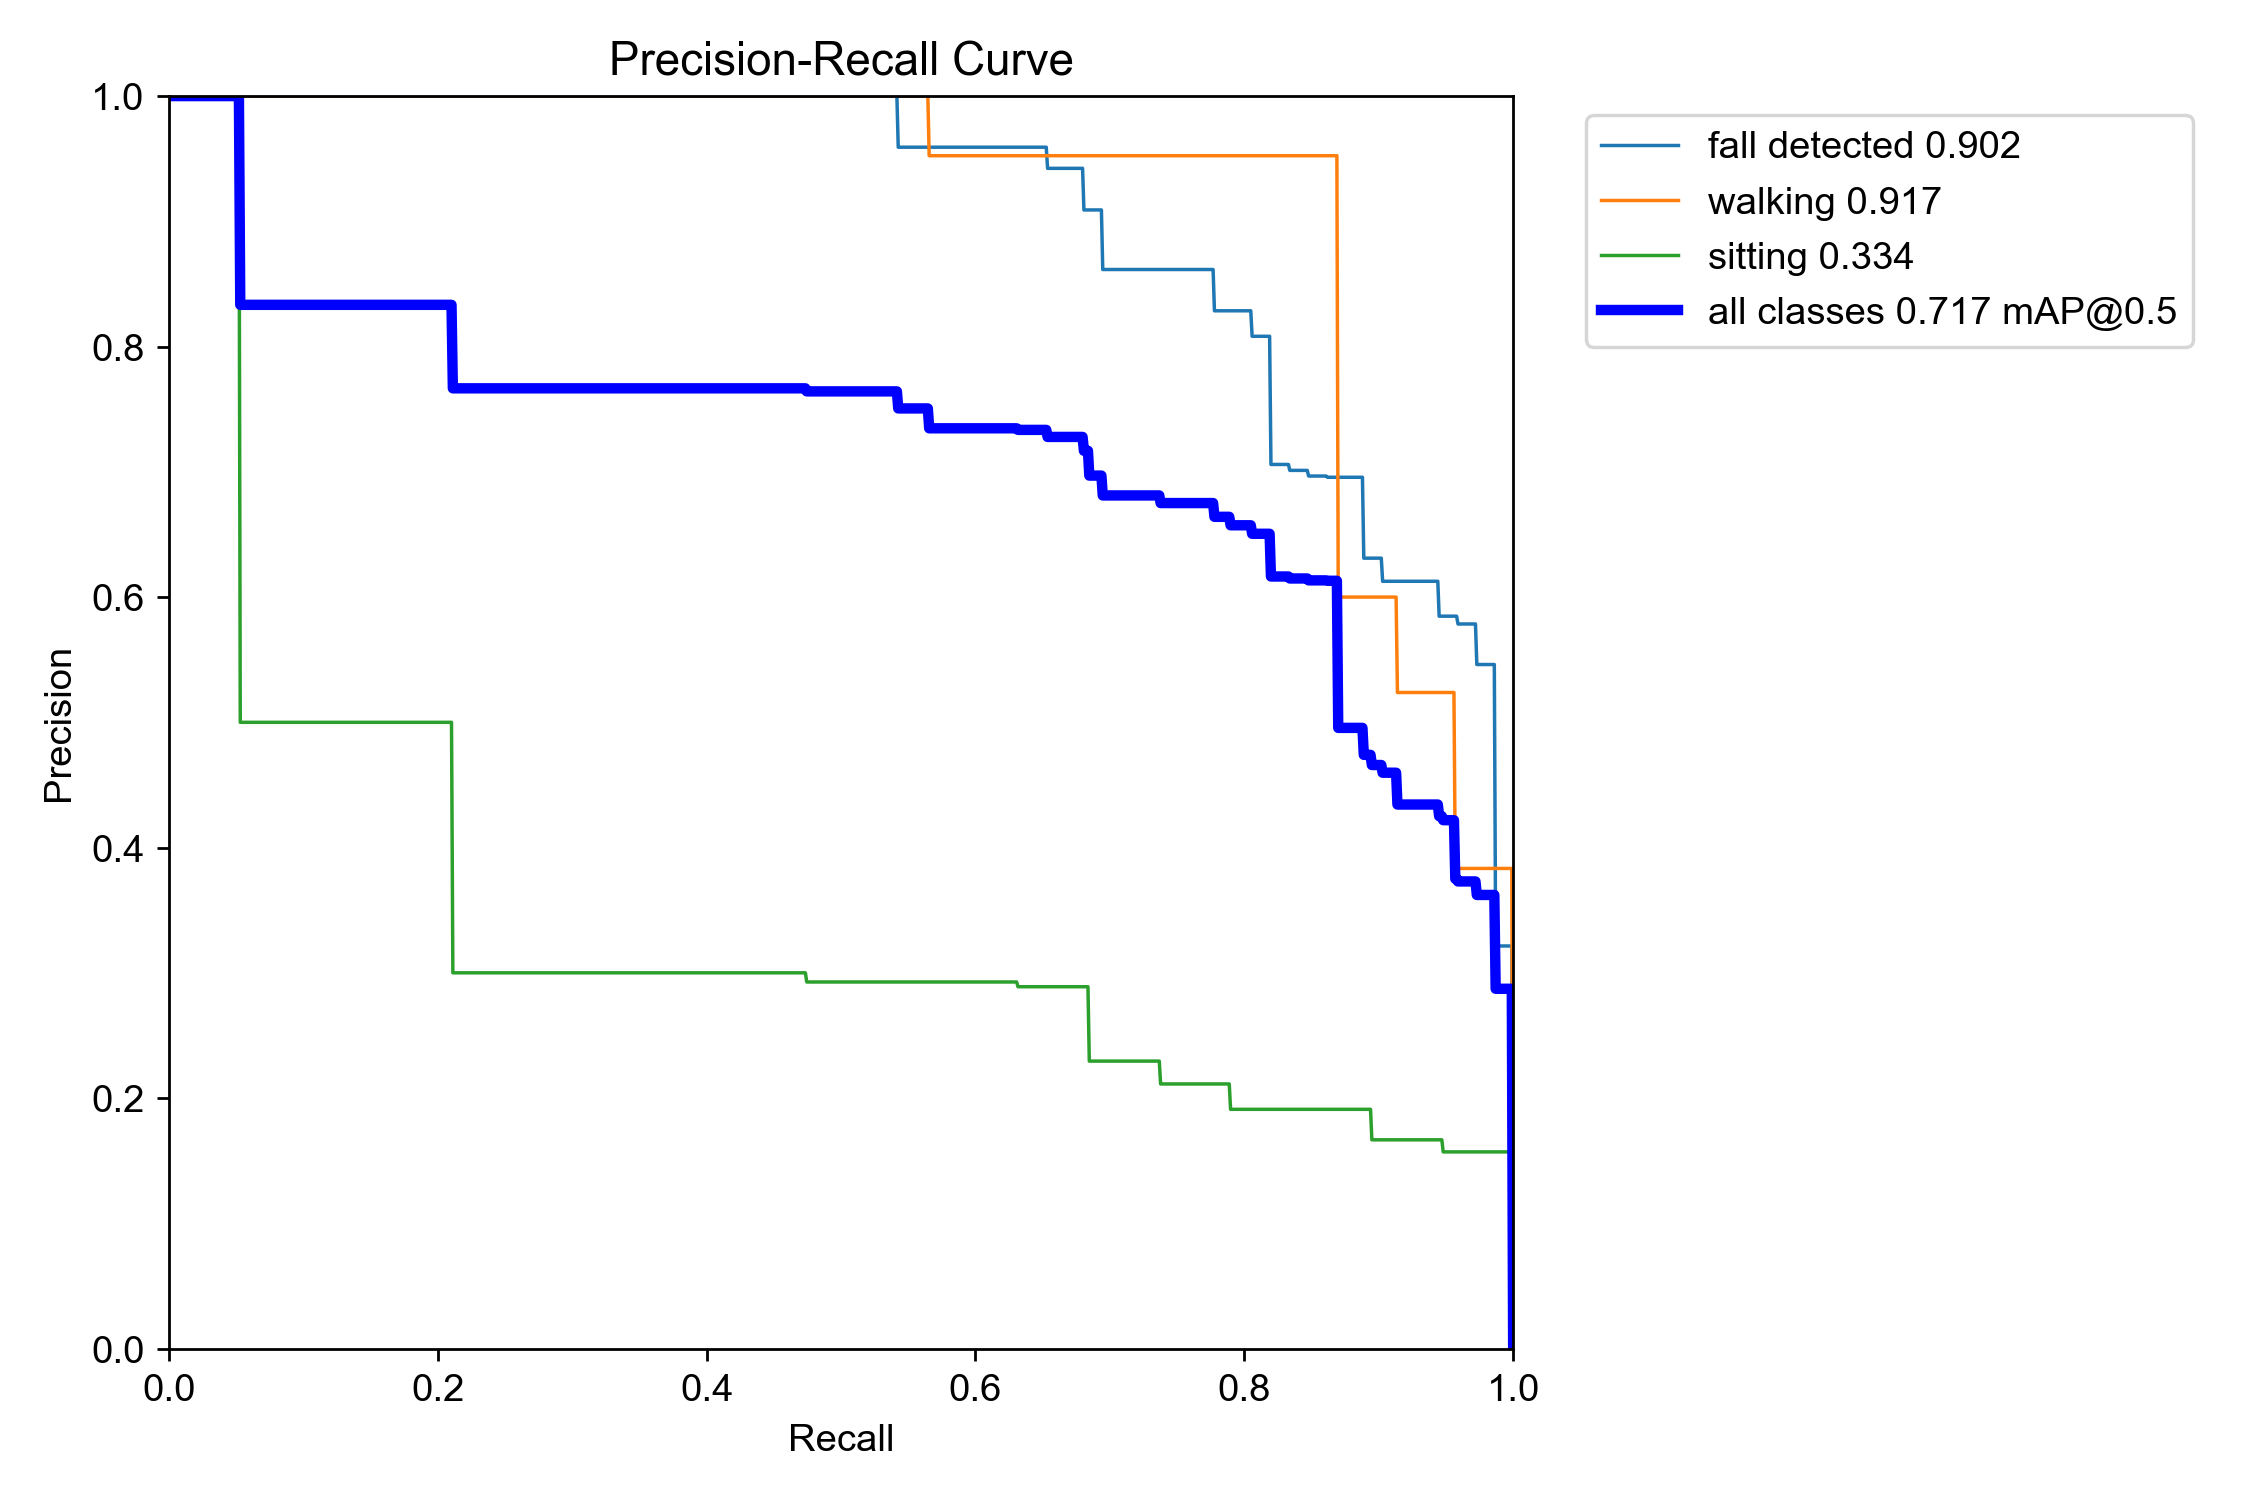 Precision-Recall Curve
1.0
0.8
0.6
0.4
0.2
0.0
Precision
0.0 0.2 0.4 0.6 0.8 1.0
Recall
fall detected 0.902
walking 0.917
sitting 0.334
all classes 0.717 mAP@0.5